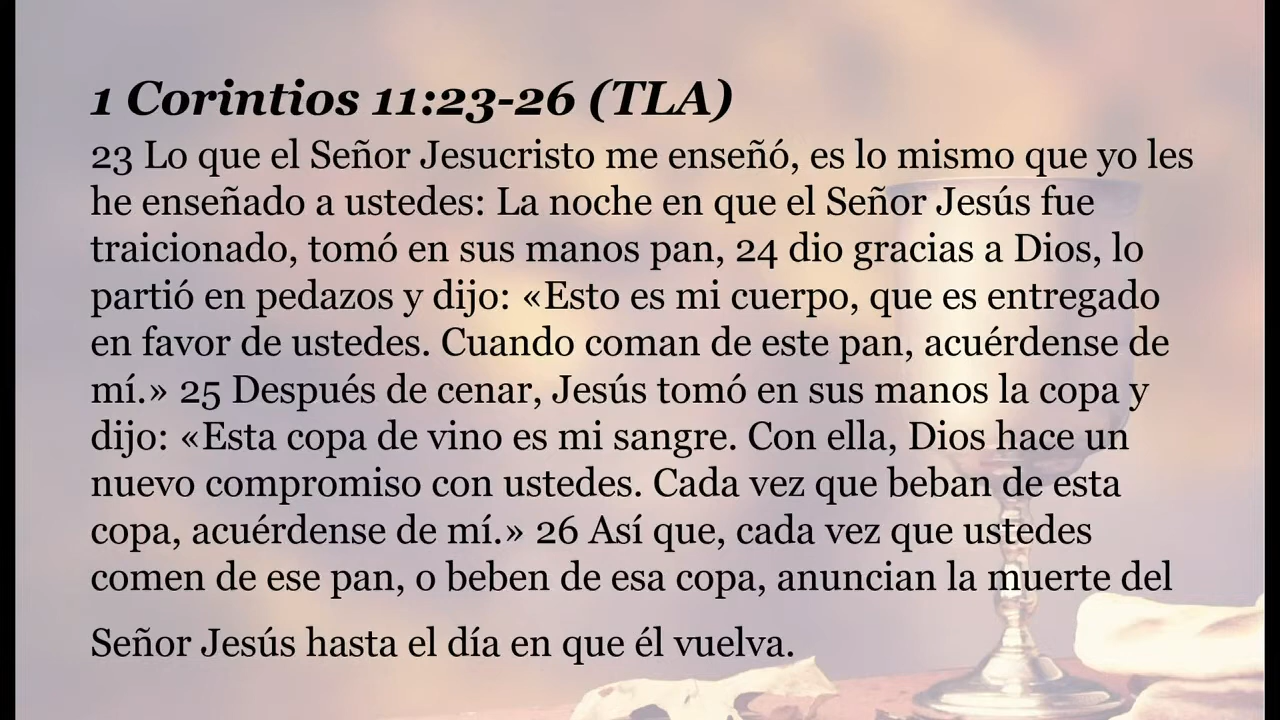 1 Corintios 11:23-26 (TLA)
23 Lo que el Señor Jesucristo me enseñó, es lo mismo que yo les
he enseñado a ustedes: La noche en que el Señor Jesús fue
traicionado, tomó en sus manos pan, 24 dio gracias a Dios, lo
partió en pedazos y dijo: «Esto es mi cuerpo, que es entregado
en favor de ustedes. Cuando coman de este pan, acuérdense de
mí.» 25 Después de cenar, Jesús tomó en sus manos la copa y
dijo: «Esta copa de vino es mi sangre. Con ella, Dios hace un
nuevo compromiso con ustedes. Cada vez que beban de esta
copa, acuérdense de mí.» 26 Así que, cada vez que ustedes
comen de ese pan, o beben de esa copa, anuncian la muerte del
Señor Jesús hasta el día en que él vuelva.